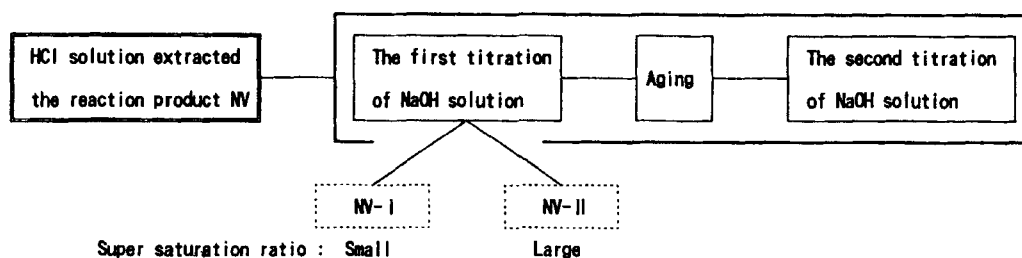 HCl solution extracted
the reaction product NV
The first titration
of NaOH solution
Aging
The second titration
of NaOH solution
NV-I
NV-II
Super saturation ratio : Small Large